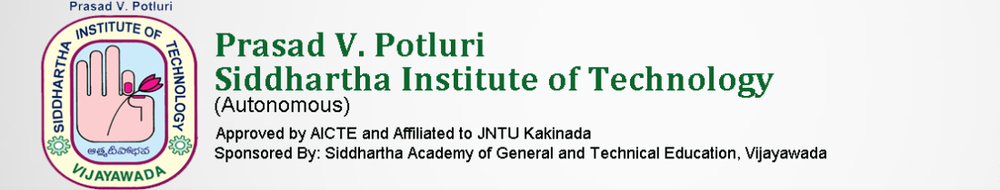 Prasad V. Potluri
SIDDHARTHA INSTITUTE OF TECHNOLOGY
ఆత్మదీపోభవ
VIJAYAWADA
Prasad V. Potluri
Siddhartha Institute of Technology
(Autonomous)
Approved by AICTE and Affiliated to JNTU Kakinada
Sponsored By: Siddhartha Academy of General and Technical Education, Vijayawada